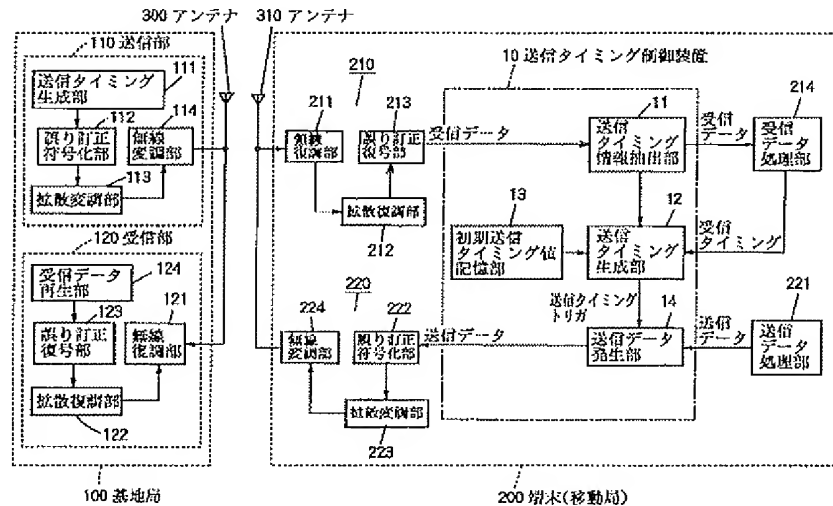 300 アンテナ
310 アンテナ
110 送信部
送信タイミング
生成部
111
112
114
誤り訂正
符号化部
無線
変調部
113
拡散変調部
120 受信部
受信データ
再生部
124
123
121
誤り訂正
復号部
無線
復調部
拡散復調部
122
100 基地局
210
211
213
無線
復調部
誤り訂正
復号部
受信データ
拡散復調部
212
10 送信タイミング制御装置
11
送信
タイミング
情報抽出部
受信
データ
214
受信
データ
処理部
13
初期送信
タイミング値
記憶部
12
送信
タイミング
生成部
受信
タイミング
220
224
222
無線
変調部
誤り訂正
符号化部
送信データ
送信タイミング
トリガ
14
送信データ
発生部
送信
データ
221
送信
データ
処理部
拡散変調部
223
200 端末(移動局)